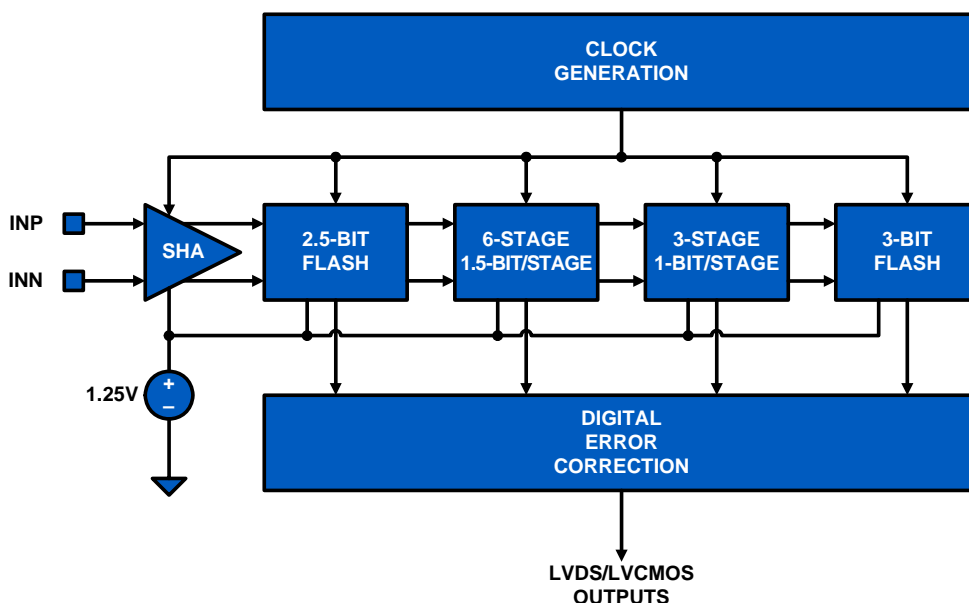 CLOCK
GENERATION
INP
INN
SHA
2.5-BIT
FLASH
6-STAGE
1.5-BIT/STAGE
3-STAGE
1-BIT/STAGE
3-BIT
FLASH
1.25V
+
–
DIGITAL
ERROR
CORRECTION
LVDS/LVCMOS
OUTPUTS